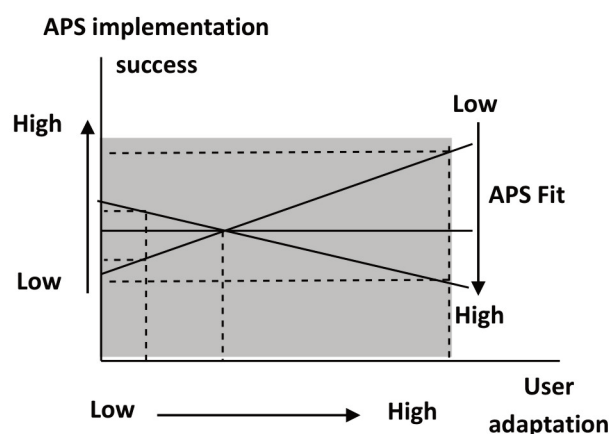 APS implementation
success
High
Low
Low
APS Fit
High
Low
High
User
adaptation